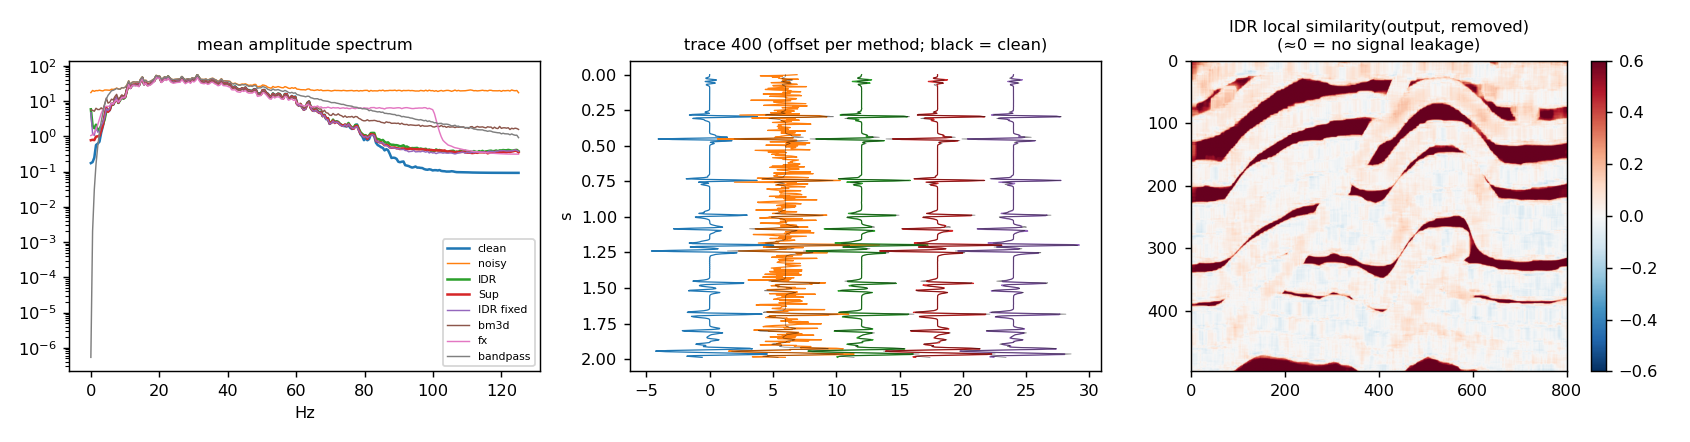 mean amplitude spectrum
10²
10¹
10⁰
10⁻¹
10⁻²
10⁻³
10⁻⁴
10⁻⁵
10⁻⁶
clean
noisy
IDR
Sup
IDR fixed
bm3d
fx
bandpass
0 20 40 60 80 100 120
Hz
trace 400 (offset per method; black = clean)
s
0.00
0.25
0.50
0.75
1.00
1.25
1.50
1.75
2.00
−5 0 5 10 15 20 25 30
IDR local similarity(output, removed)
(≈0 = no signal leakage)
0
100
200
300
400
0 200 400 600 800
0.6
0.4
0.2
0.0
−0.2
−0.4
−0.6